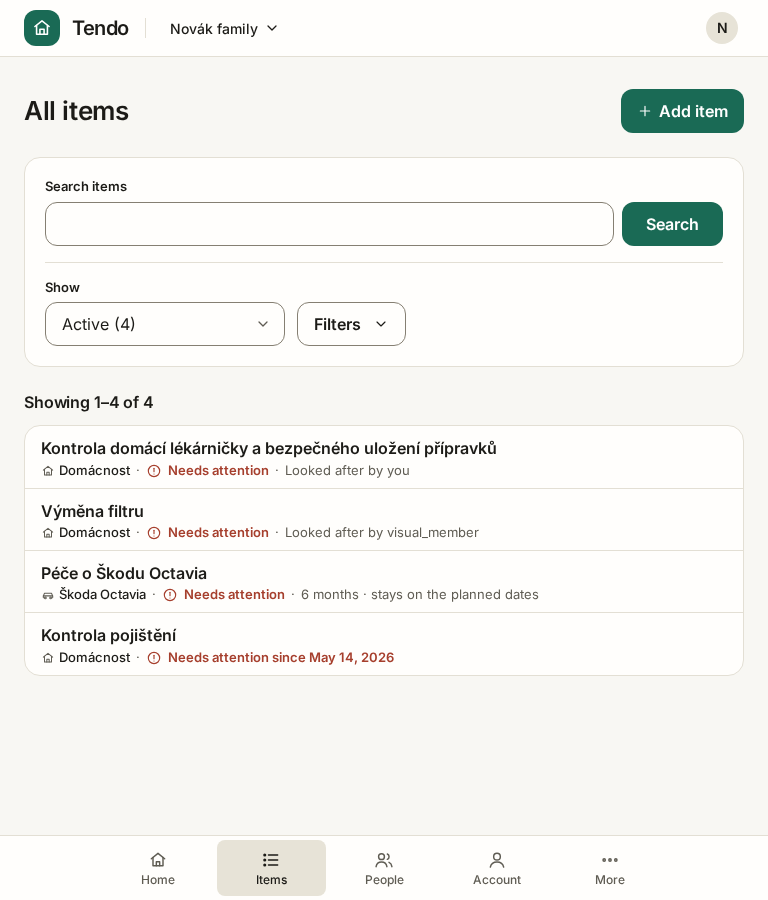 Tendo
Novák family
N
All items
+ Add item
Search items
Search
Show
Active (4)
Filters
Showing 1–4 of 4
Kontrola domácí lékárničky a bezpečného uložení přípravků
Domácnost · Needs attention · Looked after by you
Výměna filtru
Domácnost · Needs attention · Looked after by visual_member
Péče o Škodu Octavia
Škoda Octavia · Needs attention · 6 months · stays on the planned dates
Kontrola pojištění
Domácnost · Needs attention since May 14, 2026
Home
Items
People
Account
More